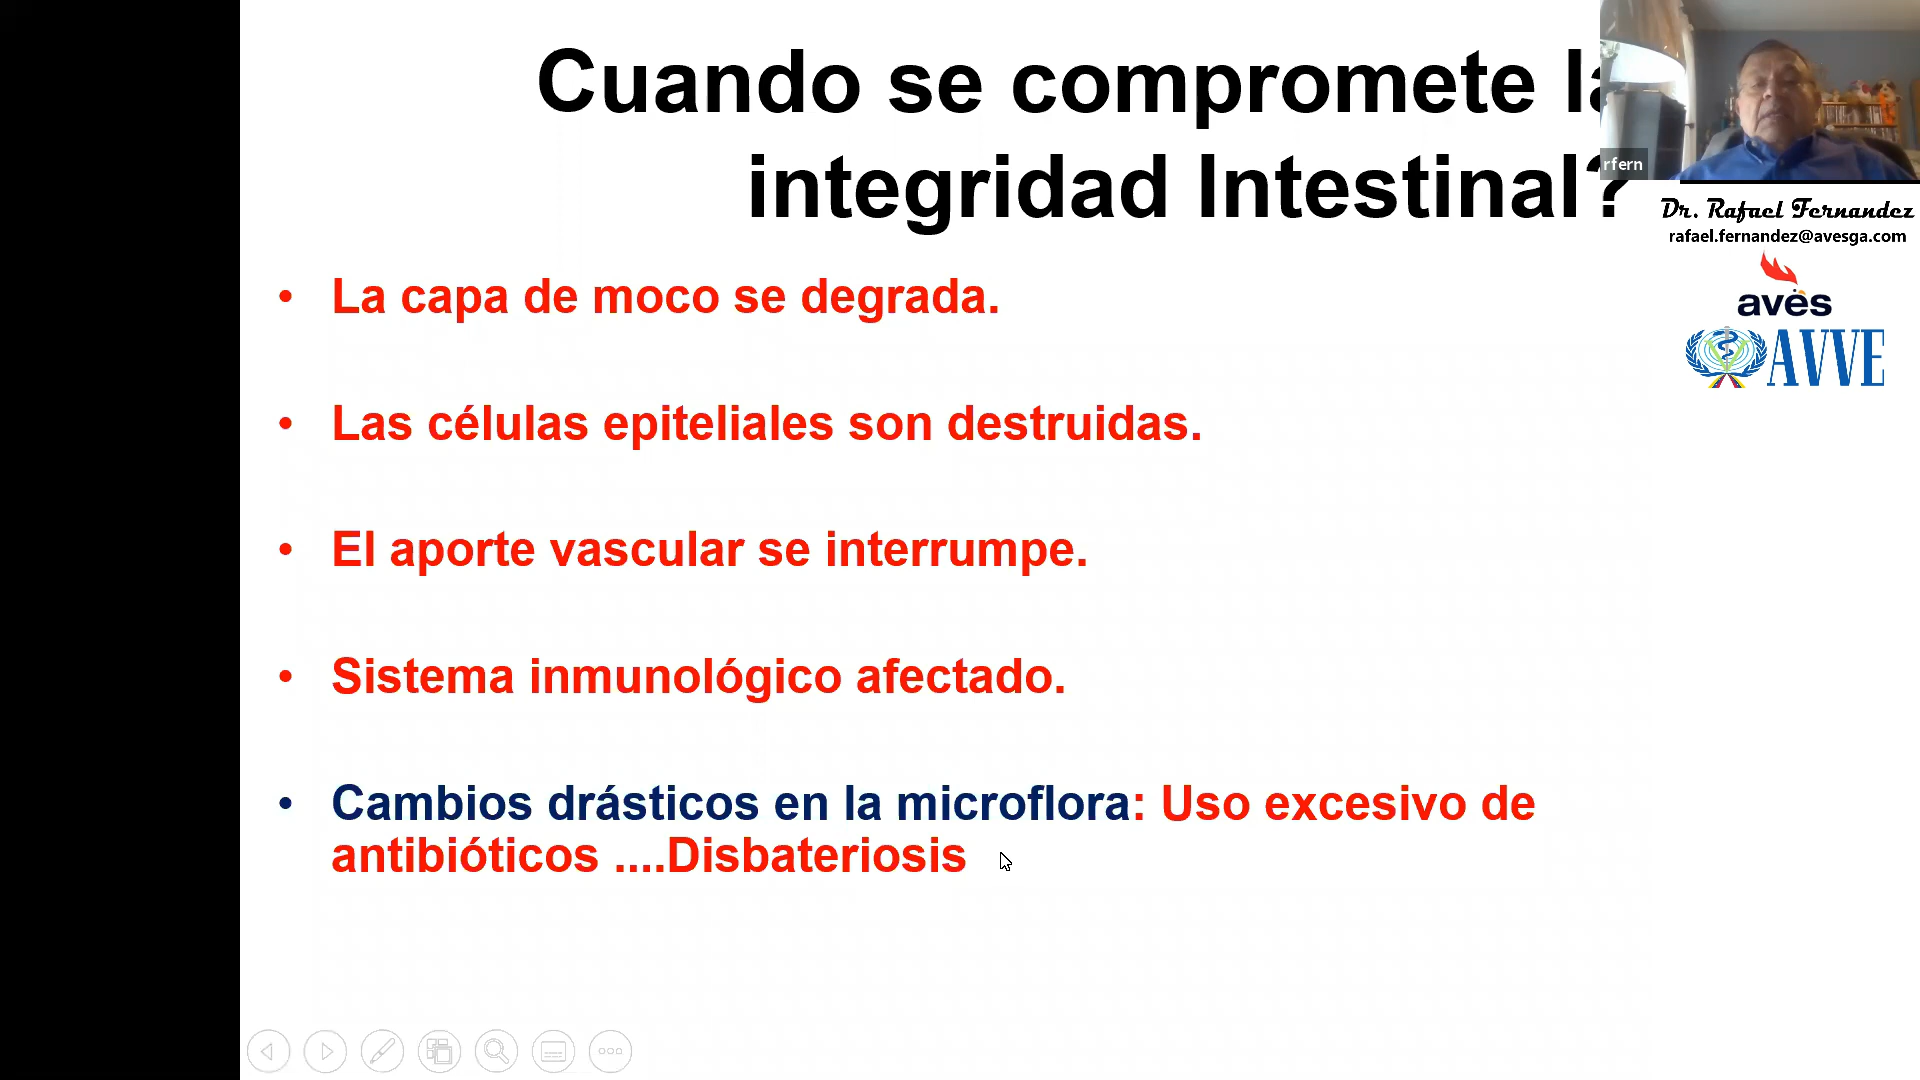 Cuando se compromete la
integridad Intestinal?
rfern
Dr. Rafael Fernandez
rafael.fernandez@avesga.com
aves
AVVE
• La capa de moco se degrada.
• Las células epiteliales son destruidas.
• El aporte vascular se interrumpe.
• Sistema inmunológico afectado.
• Cambios drásticos en la microflora: Uso excesivo de
antibióticos ....Disbateriosis